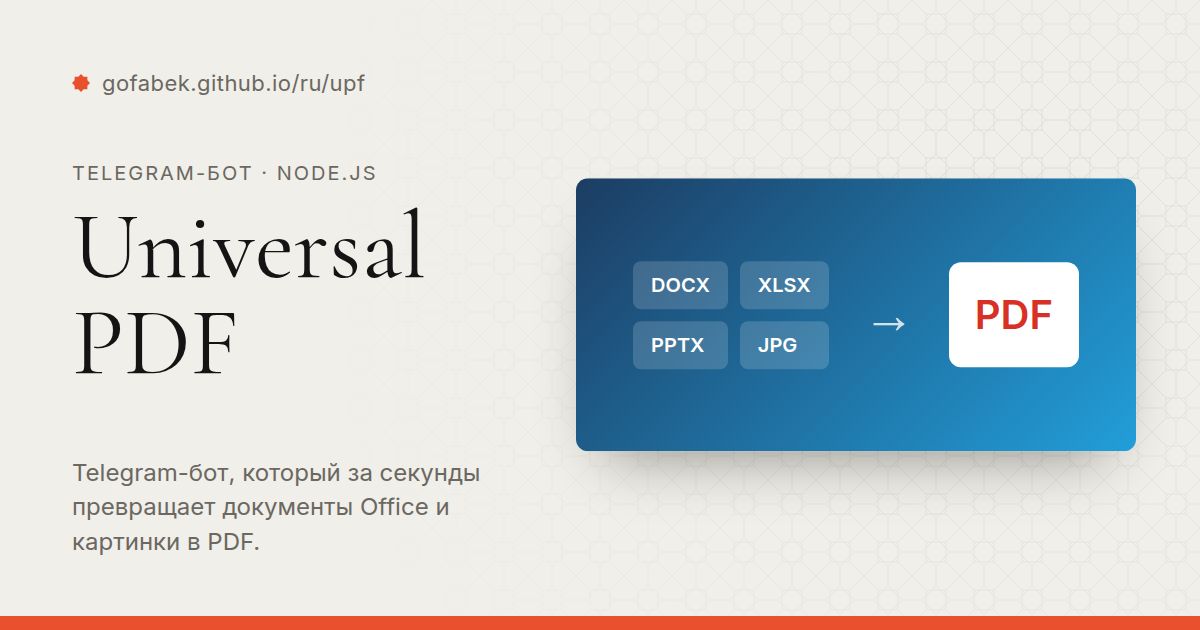 gofabek.github.io/ru/upf
TELEGRAM-БОТ · NODE.JS
Universal
PDF
Telegram-бот, который за секунды
превращает документы Office и
картинки в PDF.
DOCX XLSX
PPTX JPG
→
PDF